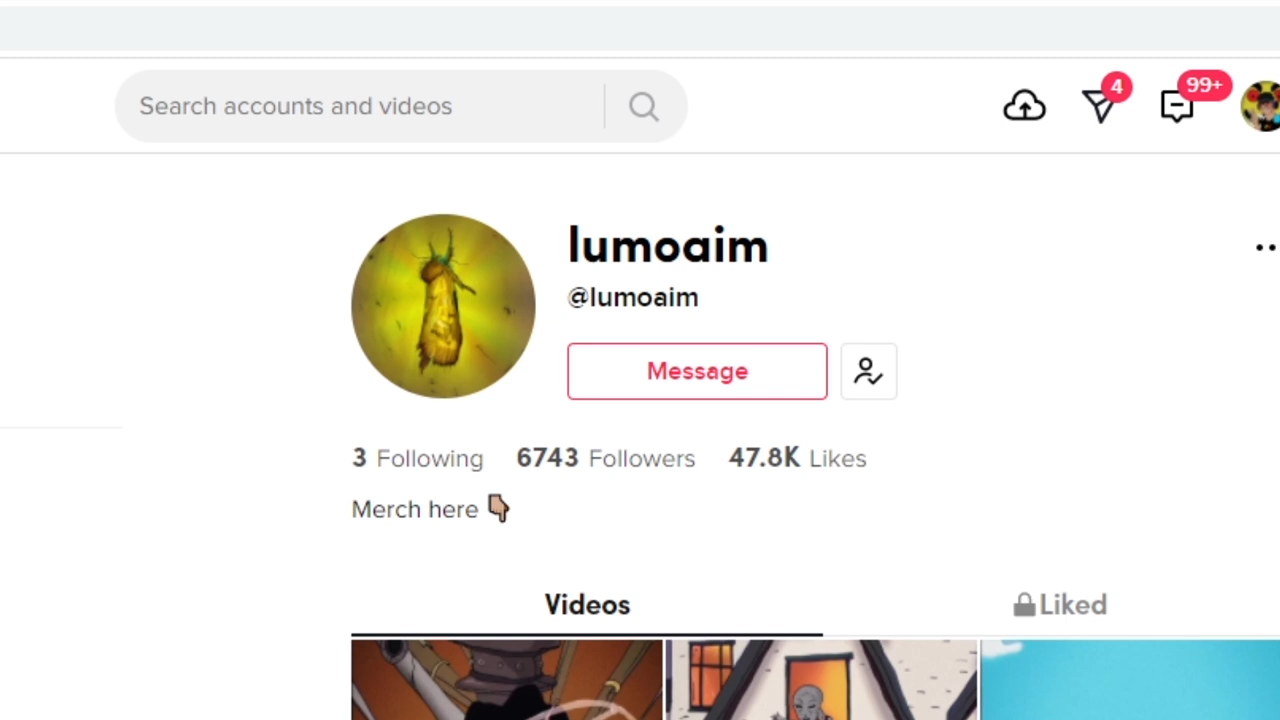 Search accounts and videos
4
99+
lumoaim
@lumoaim
Message
3 Following 6743 Followers 47.8K Likes
Merch here 👇🏽
Videos
Liked